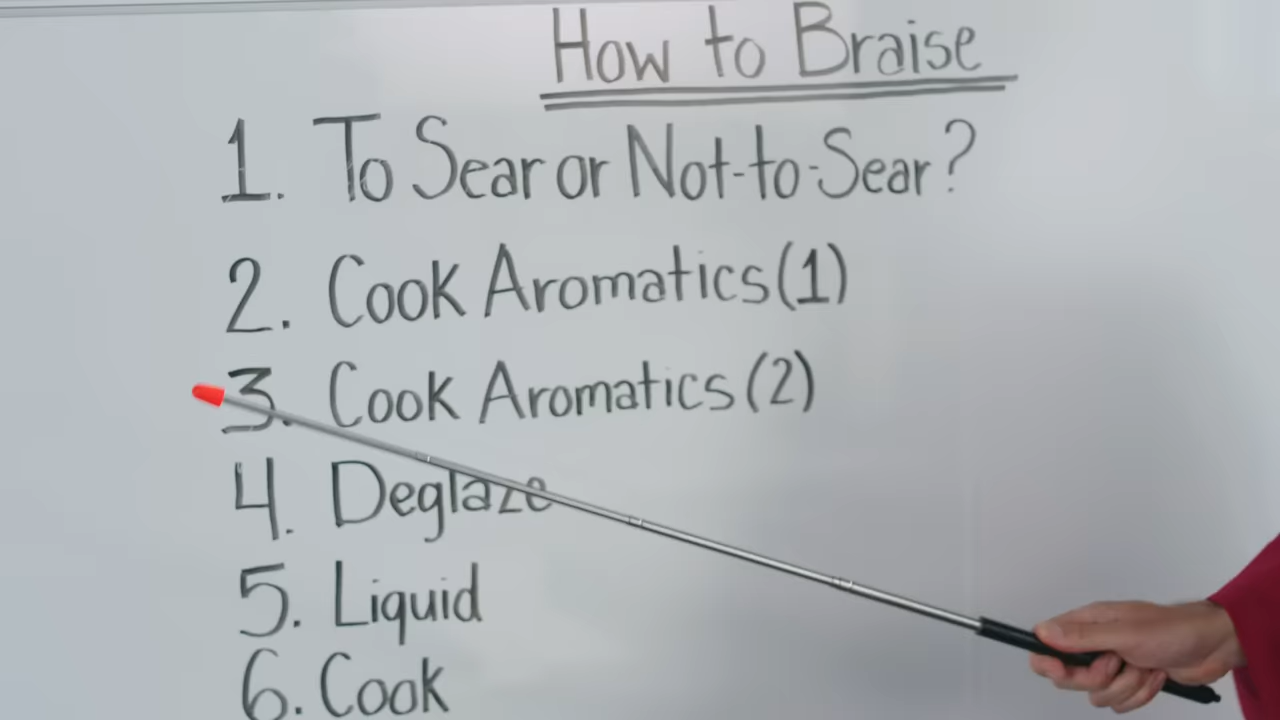 How to Braise
1. To Sear or Not-to-Sear?
2. Cook Aromatics (1)
3. Cook Aromatics (2)
4. Deglaze
5. Liquid
6. Cook